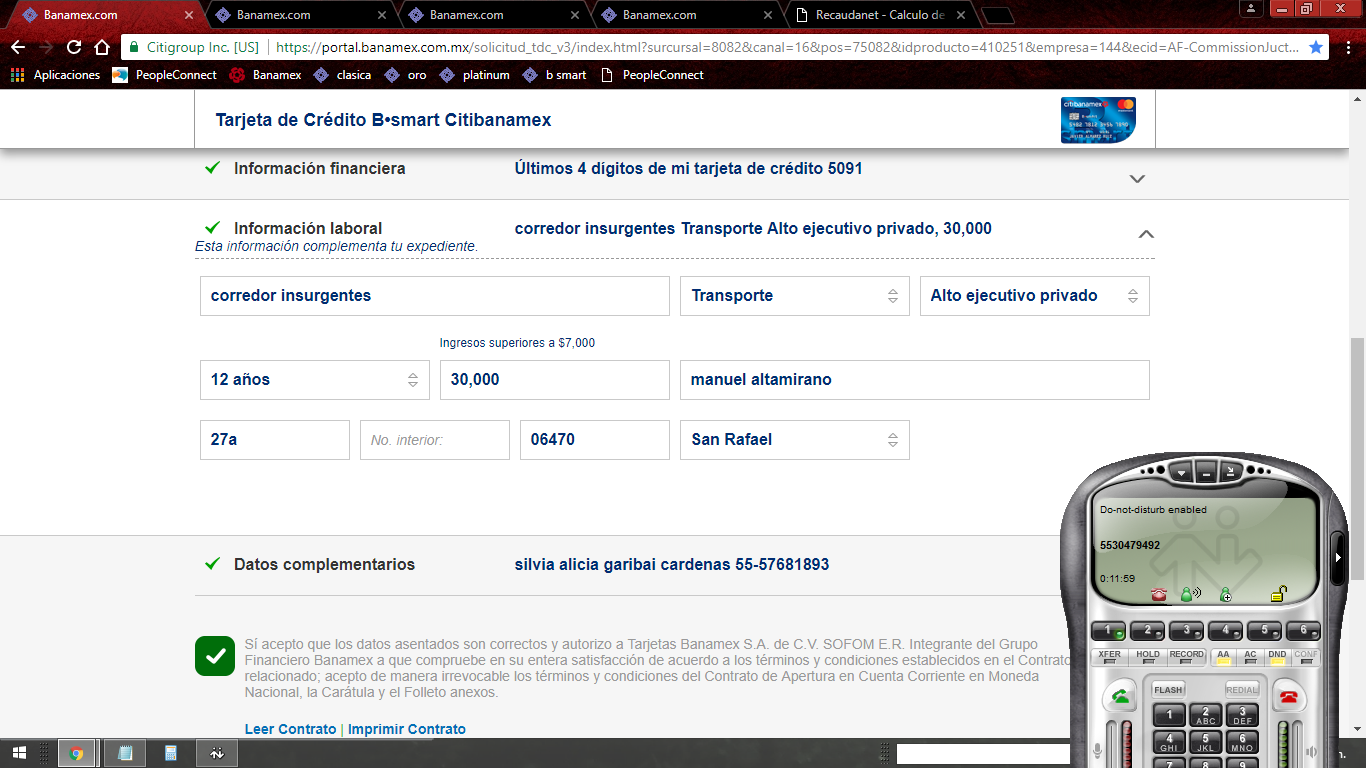 Banamex.com
Banamex.com
Banamex.com
Banamex.com
Recaudanet - Calculo de
Citigroup Inc. [US]
https://portal.banamex.com.mx/solicitud_tdc_v3/index.html?surcursal=8082&canal=16&pos=75082&idproducto=410251&empresa=144&ecid=AF-CommissionJuct...
Aplicaciones PeopleConnect Banamex clasica oro platinum b smart PeopleConnect
Tarjeta de Crédito B•smart Citibanamex
citibanamex
Información financiera Últimos 4 dígitos de mi tarjeta de crédito 5091
Información laboral corredor insurgentes Transporte Alto ejecutivo privado, 30,000
Esta información complementa tu expediente.
corredor insurgentes Transporte Alto ejecutivo privado
Ingresos superiores a $7,000
12 años 30,000 manuel altamirano
27a No. interior: 06470 San Rafael
Datos complementarios silvia alicia garibai cardenas 55-57681893
Sí acepto que los datos asentados son correctos y autorizo a Tarjetas Banamex S.A. de C.V. SOFOM E.R. Integrante del Grupo
Financiero Banamex a que compruebe en su entera satisfacción de acuerdo a los términos y condiciones establecidos en el Contrato
relacionado; acepto de manera irrevocable los términos y condiciones del Contrato de Apertura en Cuenta Corriente en Moneda
Nacional, la Carátula y el Folleto anexos.
Leer Contrato | Imprimir Contrato
Do-not-disturb enabled
5530479492
0:11:59
1 2 3 4 5 6
XFER HOLD RECORD AA AC DND CONF
FLASH REDIAL
1 2 ABC 3 DEF
4 GHI 5 JKL 6 MNO
7 8 9